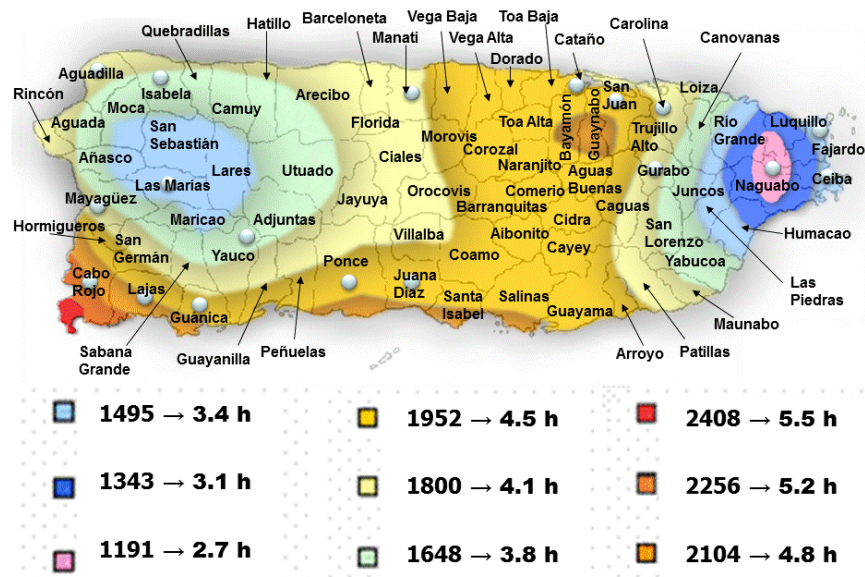 Barceloneta
Vega Baja
Toa Baja
Hatillo
Carolina
Quebradillas
Manatí
Vega Alta
Cataño
Canovanas
Dorado
Aguadilla
Isabela
San
Juan
Loiza
Rincón
Moca
Camuy
Arecibo
Aguada
San
Sebastián
Florida
Toa Alta
Bayamón
Guaynabo
Trujillo
Alto
Río
Grande
Luquillo
Morovis
Corozal
Fajardo
Añasco
Ciales
Naranjito
Lares
Utuado
Aguas
Buenas
Gurabo
Ceiba
Las Marías
Orocovis
Comerio
Juncos
Naguabo
Mayagüez
Jayuya
Barranquitas
Caguas
Maricao
Adjuntas
Cidra
Hormigueros
Villalba
Aibonito
San
Lorenzo
Humacao
San
Germán
Yauco
Coamo
Cayey
Yabucoa
Ponce
Cabo
Rojo
Lajas
Juana
Diaz
Santa
Isabel
Salinas
Las
Piedras
Guánica
Guayama
Maunabo
Sabana
Grande
Guayanilla
Peñuelas
Arroyo
Patillas
1495 → 3.4 h
1952 → 4.5 h
2408 → 5.5 h
1343 → 3.1 h
1800 → 4.1 h
2256 → 5.2 h
1191 → 2.7 h
1648 → 3.8 h
2104 → 4.8 h